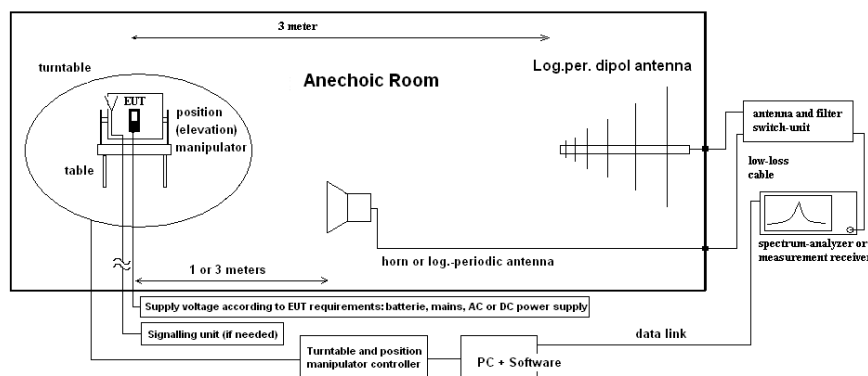 3 meter
turntable
Anechoic Room
Log.per. dipol antenna
EUT
position
(elevation)
manipulator
table
antenna and filter
switch-unit
low-loss
cable
spectrum-analyzer or
measurement receiver
horn or log.-periodic antenna
1 or 3 meters
Supply voltage according to EUT requirements: batterie, mains, AC or DC power supply
Signalling unit (if needed)
data link
Turntable and position
manipulator controller
PC + Software